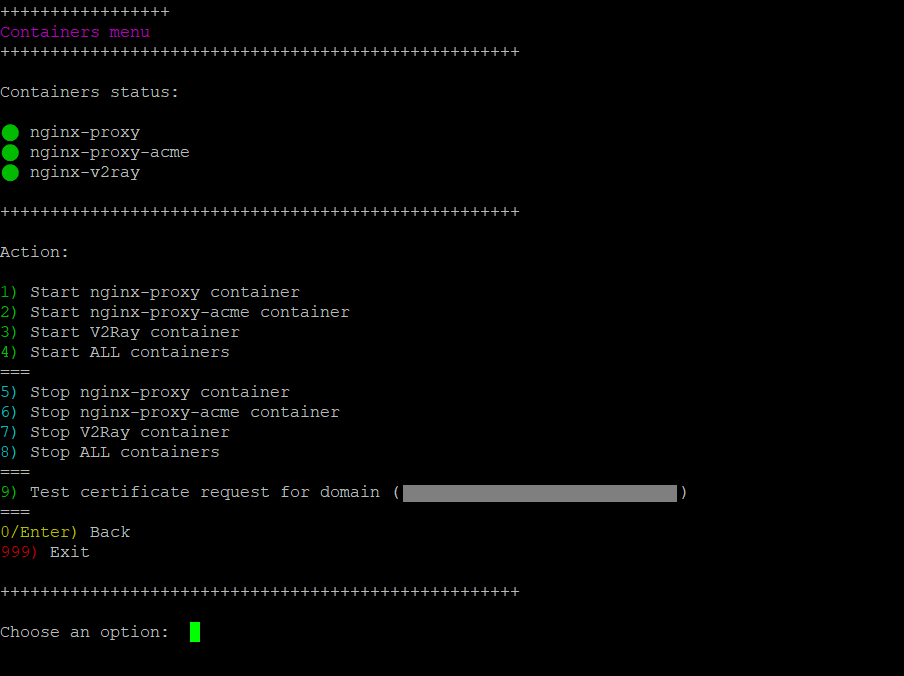 +++++++++++++++++
Containers menu
++++++++++++++++++++++++++++++++++++++++++++++++++++
Containers status:
nginx-proxy
nginx-proxy-acme
nginx-v2ray
++++++++++++++++++++++++++++++++++++++++++++++++++++
Action:
1) Start nginx-proxy container
2) Start nginx-proxy-acme container
3) Start V2Ray container
4) Start ALL containers
===
5) Stop nginx-proxy container
6) Stop nginx-proxy-acme container
7) Stop V2Ray container
8) Stop ALL containers
===
9) Test certificate request for domain ( )
===
0/Enter) Back
999) Exit
++++++++++++++++++++++++++++++++++++++++++++++++++++
Choose an option: